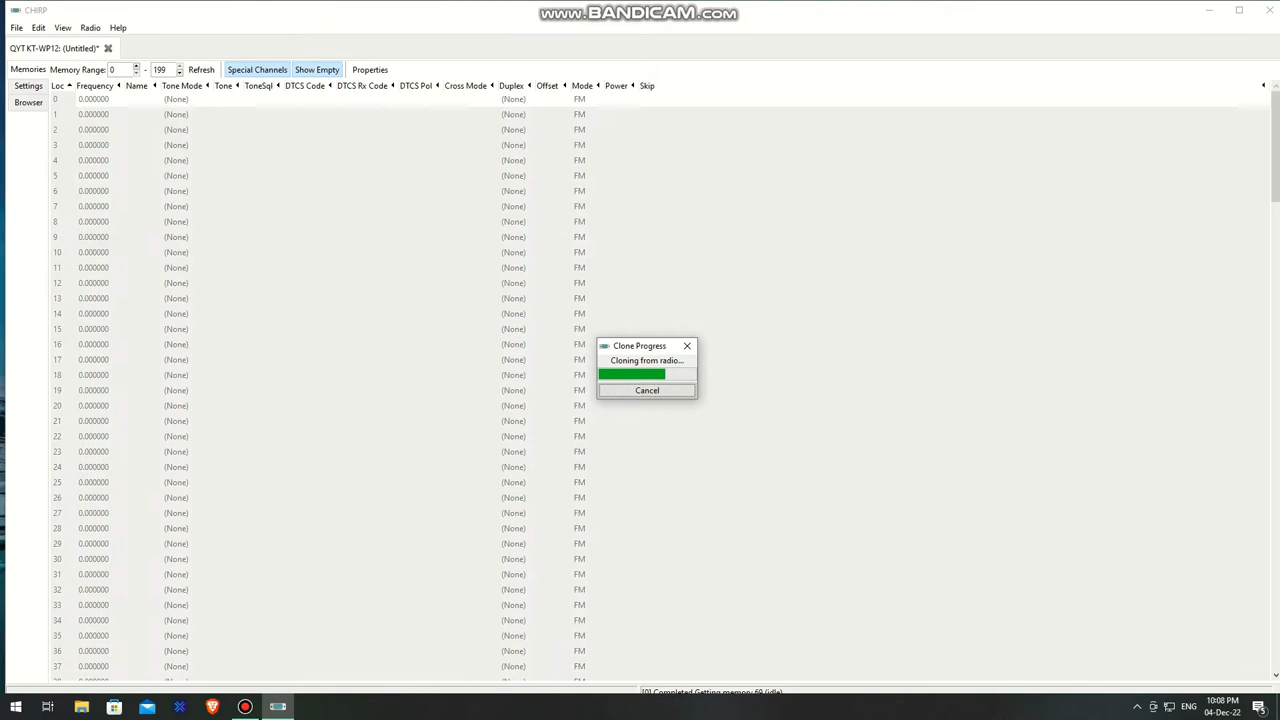 CHIRP
www.BANDICAM.com
File Edit View Radio Help
QYT KT-WP12: (Untitled)*
Memories Memory Range: 0 - 199 Refresh Special Channels Show Empty Properties
Settings Loc Frequency Name Tone Mode Tone ToneSql DTCS Code DTCS Rx Code DTCS Pol Cross Mode Duplex Offset Mode Power Skip
Browser
0 0.000000 (None) (None) FM
1 0.000000 (None) (None) FM
2 0.000000 (None) (None) FM
3 0.000000 (None) (None) FM
4 0.000000 (None) (None) FM
5 0.000000 (None) (None) FM
6 0.000000 (None) (None) FM
7 0.000000 (None) (None) FM
8 0.000000 (None) (None) FM
9 0.000000 (None) (None) FM
10 0.000000 (None) (None) FM
11 0.000000 (None) (None) FM
12 0.000000 (None) (None) FM
13 0.000000 (None) (None) FM
14 0.000000 (None) (None) FM
15 0.000000 (None) (None) FM
16 0.000000 (None) (None) FM
17 0.000000 (None) (None) FM
18 0.000000 (None) (None) FM
19 0.000000 (None) (None) FM
20 0.000000 (None) (None) FM
21 0.000000 (None) (None) FM
22 0.000000 (None) (None) FM
23 0.000000 (None) (None) FM
24 0.000000 (None) (None) FM
25 0.000000 (None) (None) FM
26 0.000000 (None) (None) FM
27 0.000000 (None) (None) FM
28 0.000000 (None) (None) FM
29 0.000000 (None) (None) FM
30 0.000000 (None) (None) FM
31 0.000000 (None) (None) FM
32 0.000000 (None) (None) FM
33 0.000000 (None) (None) FM
34 0.000000 (None) (None) FM
35 0.000000 (None) (None) FM
36 0.000000 (None) (None) FM
37 0.000000 (None) (None) FM
Clone Progress
Cloning from radio...
Cancel
[0] Completed Getting memory 69 (idle)
ENG
10:08 PM
04-Dec-22